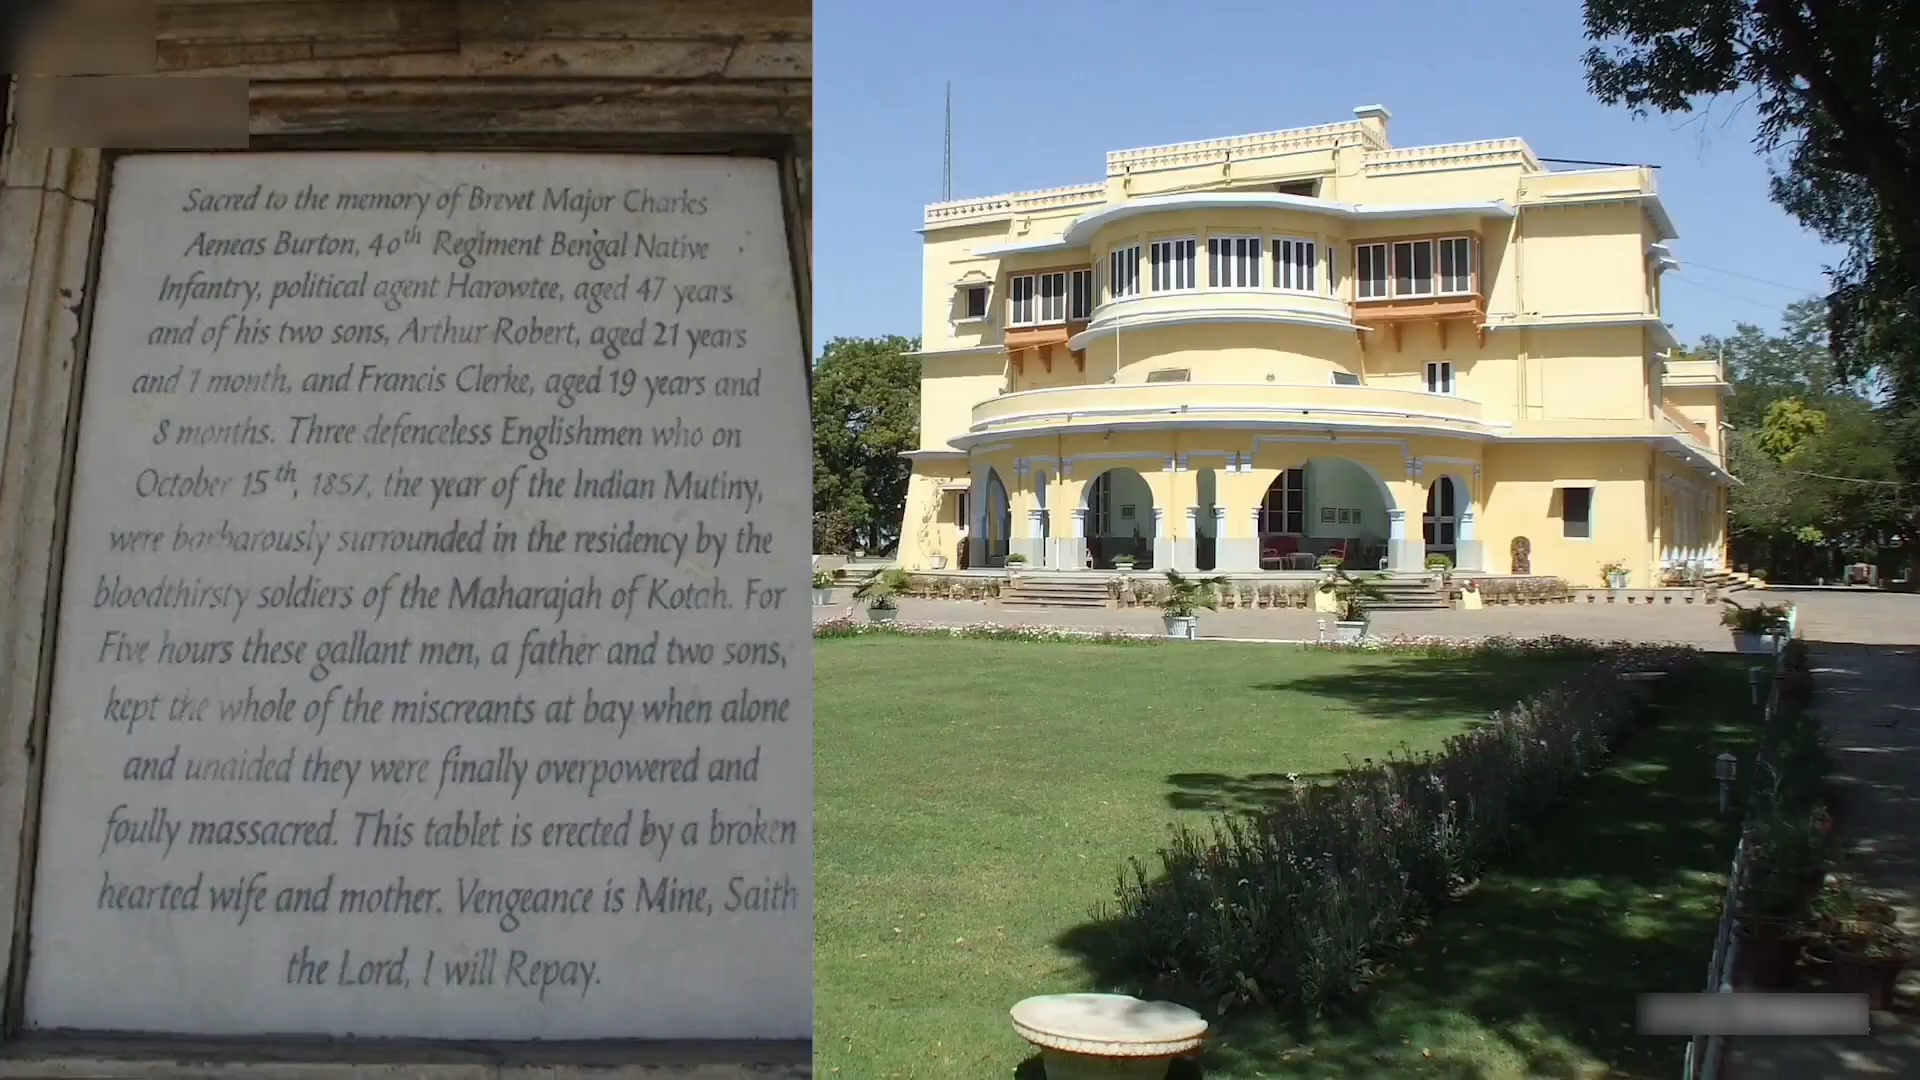 Sacred to the memory of Brevet Major Charles
Aeneas Burton, 40th Regiment Bengal Native
Infantry, political agent Harowtee, aged 47 years
and of his two sons, Arthur Robert, aged 21 years
and 1 month, and Francis Clerke, aged 19 years and
8 months. Three defenceless Englishmen who on
October 15th, 1857, the year of the Indian Mutiny,
were barbarously surrounded in the residency by the
bloodthirsty soldiers of the Maharajah of Kotah. For
Five hours these gallant men, a father and two sons,
kept the whole of the miscreants at bay when alone
and unaided they were finally overpowered and
foully massacred. This tablet is erected by a broken
hearted wife and mother. Vengeance is Mine, Saith
the Lord, I will Repay.